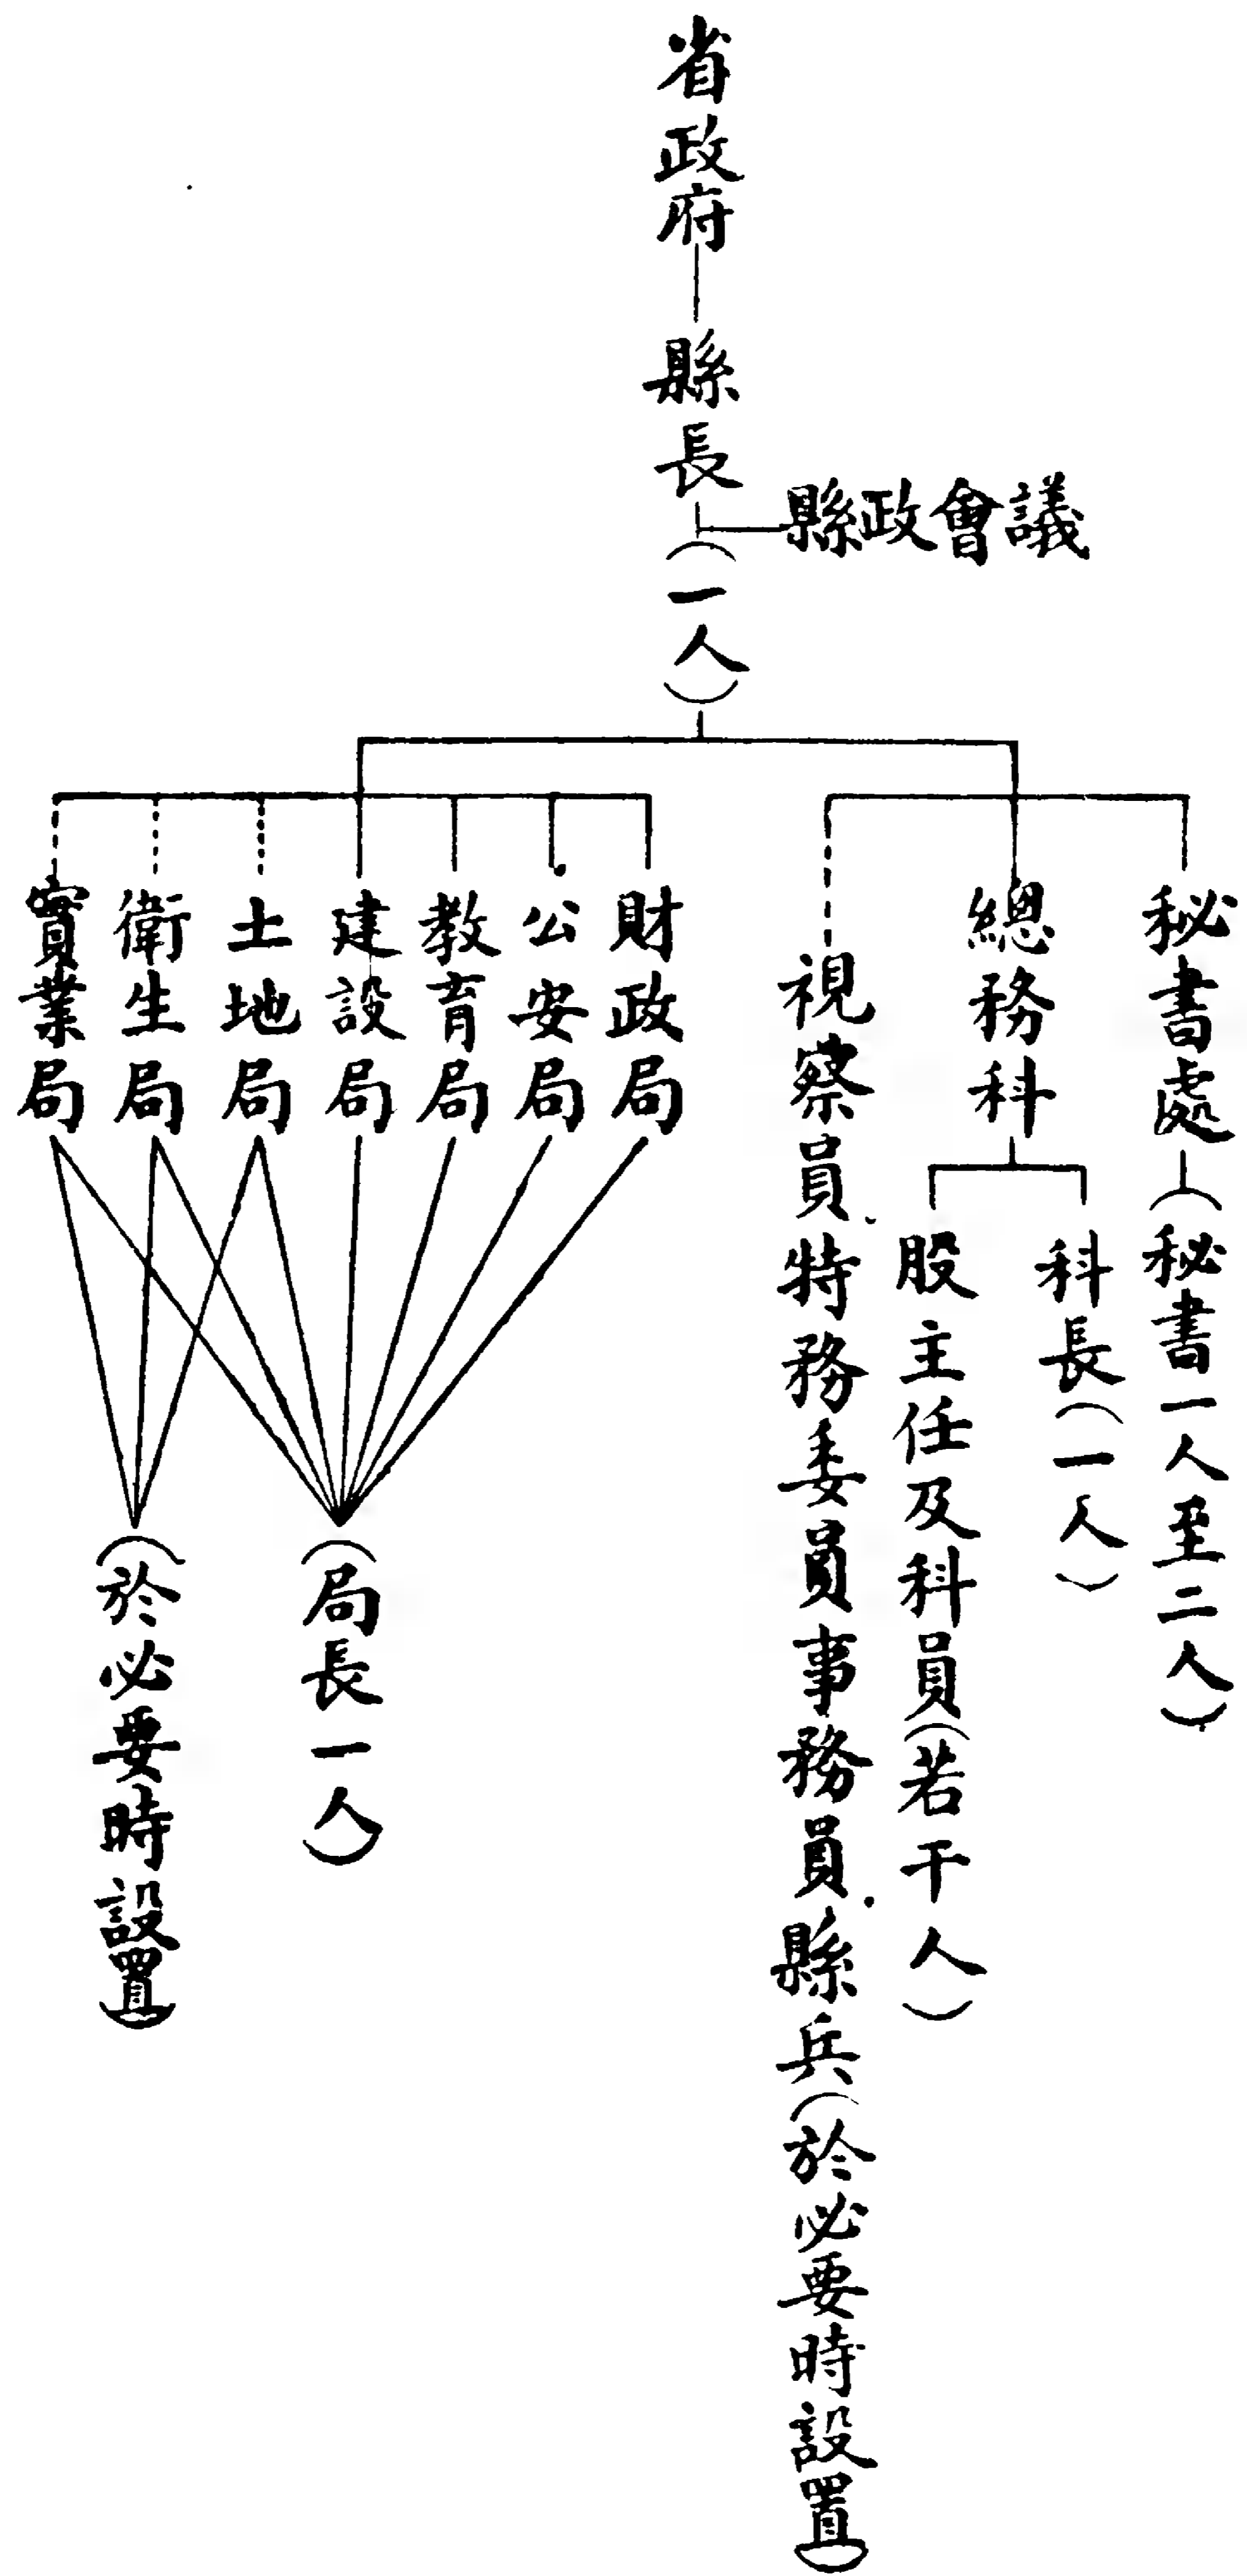 省政府
縣長（一人）
縣政會議
秘書處（秘書一人至二人）
總務科
科長（一人）
股主任及科員（若干人）
視察員特務委員事務員縣兵（於必要時設置）
財政局
公安局
教育局
建設局
土地局
衛生局
實業局
（局長一人）
（於必要時設置）